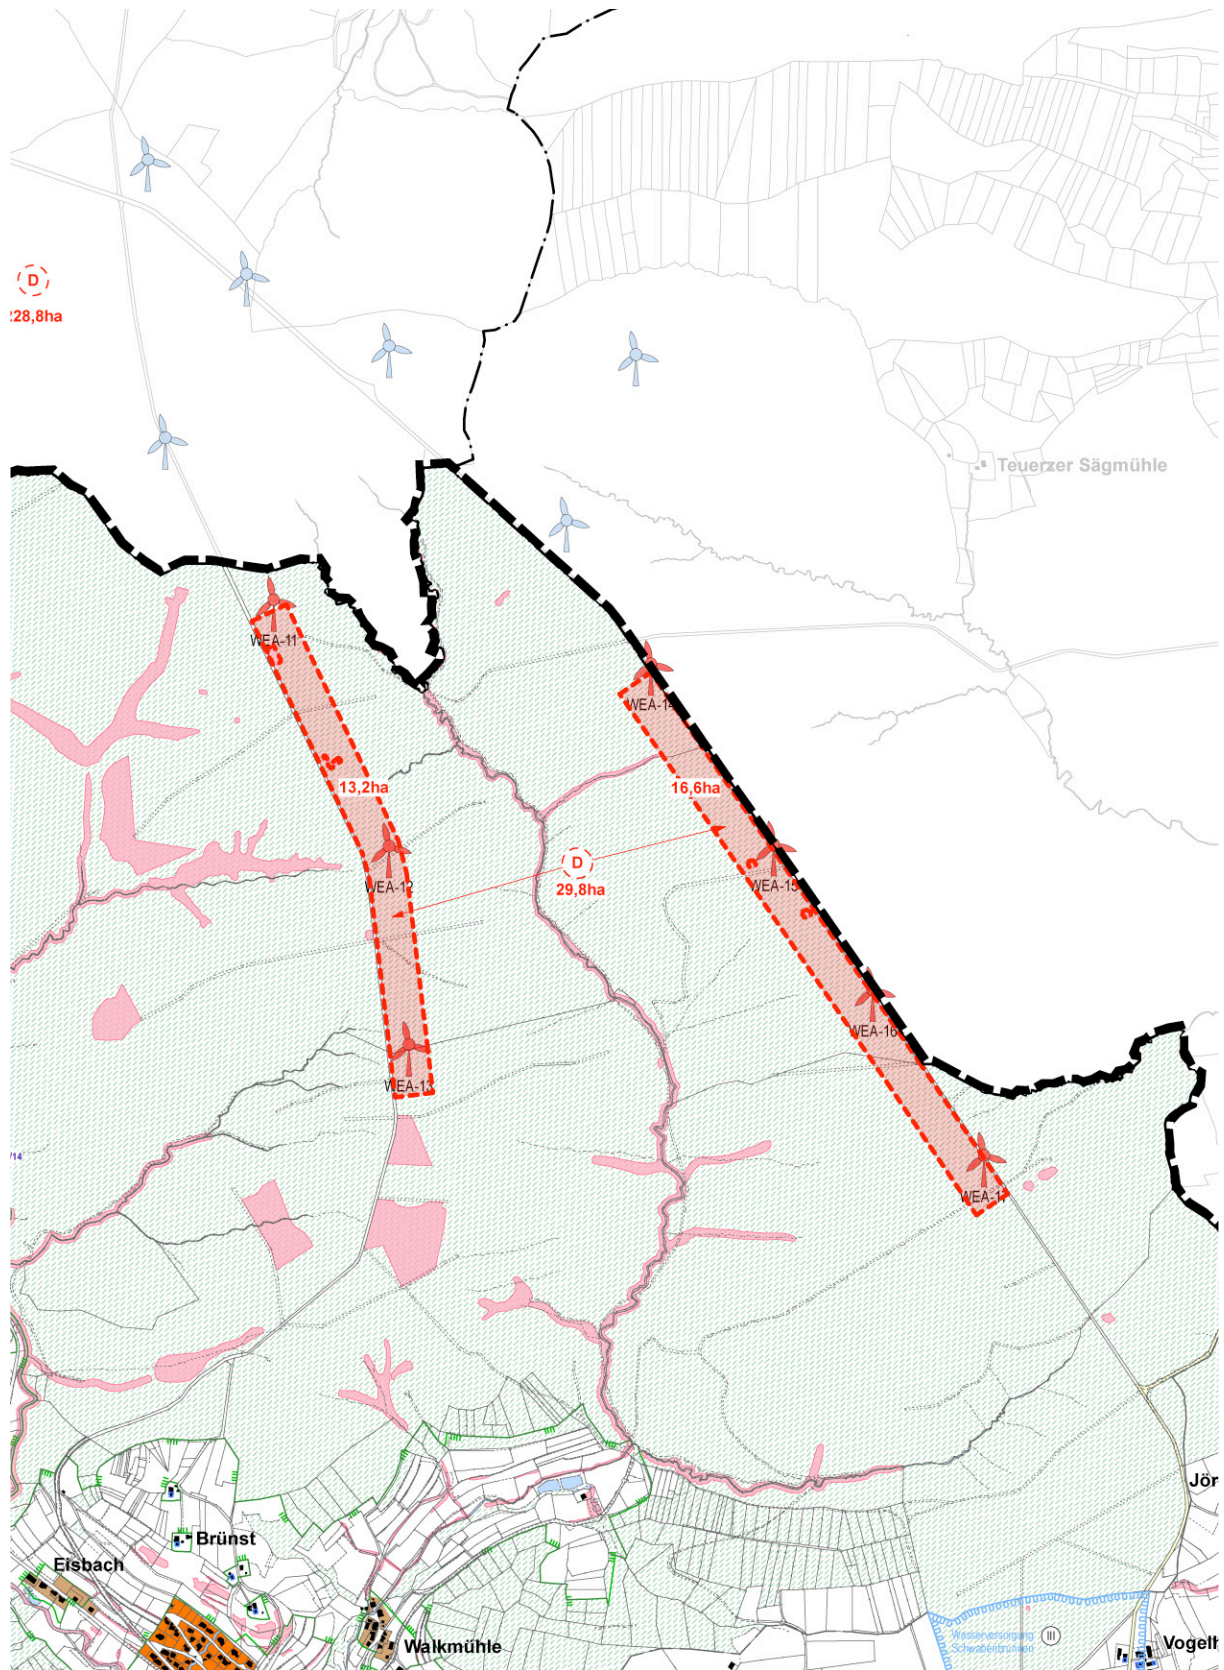 D
228,8ha
Teuerzer Sägmühle
WEA-11
WEA-14
13,2ha
16,6ha
D
29,8ha
WEA-12
WEA-15
WEA-16
WEA-13
/14
WEA-17
Jör
Brünst
Eisbach
Walkmühle
Wasserversorgung
Schwabenbrunnen
III
Vogelh